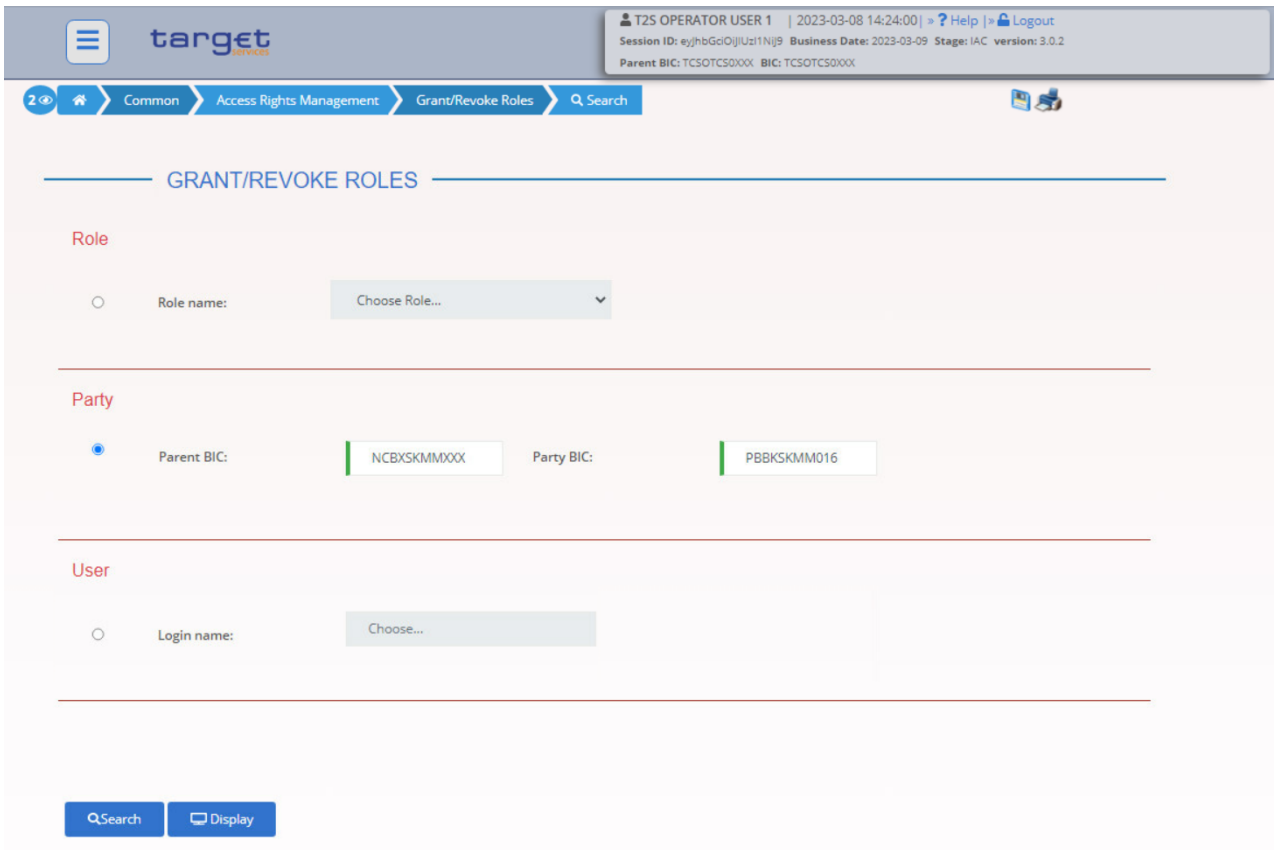 T2S OPERATOR USER 1 | 2023-03-08 14:24:00| » ? Help |» Logout
target
services
Session ID: eyJhbGciOiJIUzI1NiJ9 Business Date: 2023-03-09 Stage: IAC version: 3.0.2
Parent BIC: TCSOTCS0XXX BIC: TCSOTCS0XXX
2 Common Access Rights Management Grant/Revoke Roles Search
GRANT/REVOKE ROLES
Role
Role name: Choose Role...
Party
Parent BIC: NCBXSKMMXXX Party BIC: PBBKSKMM016
User
Login name: Choose...
Search Display